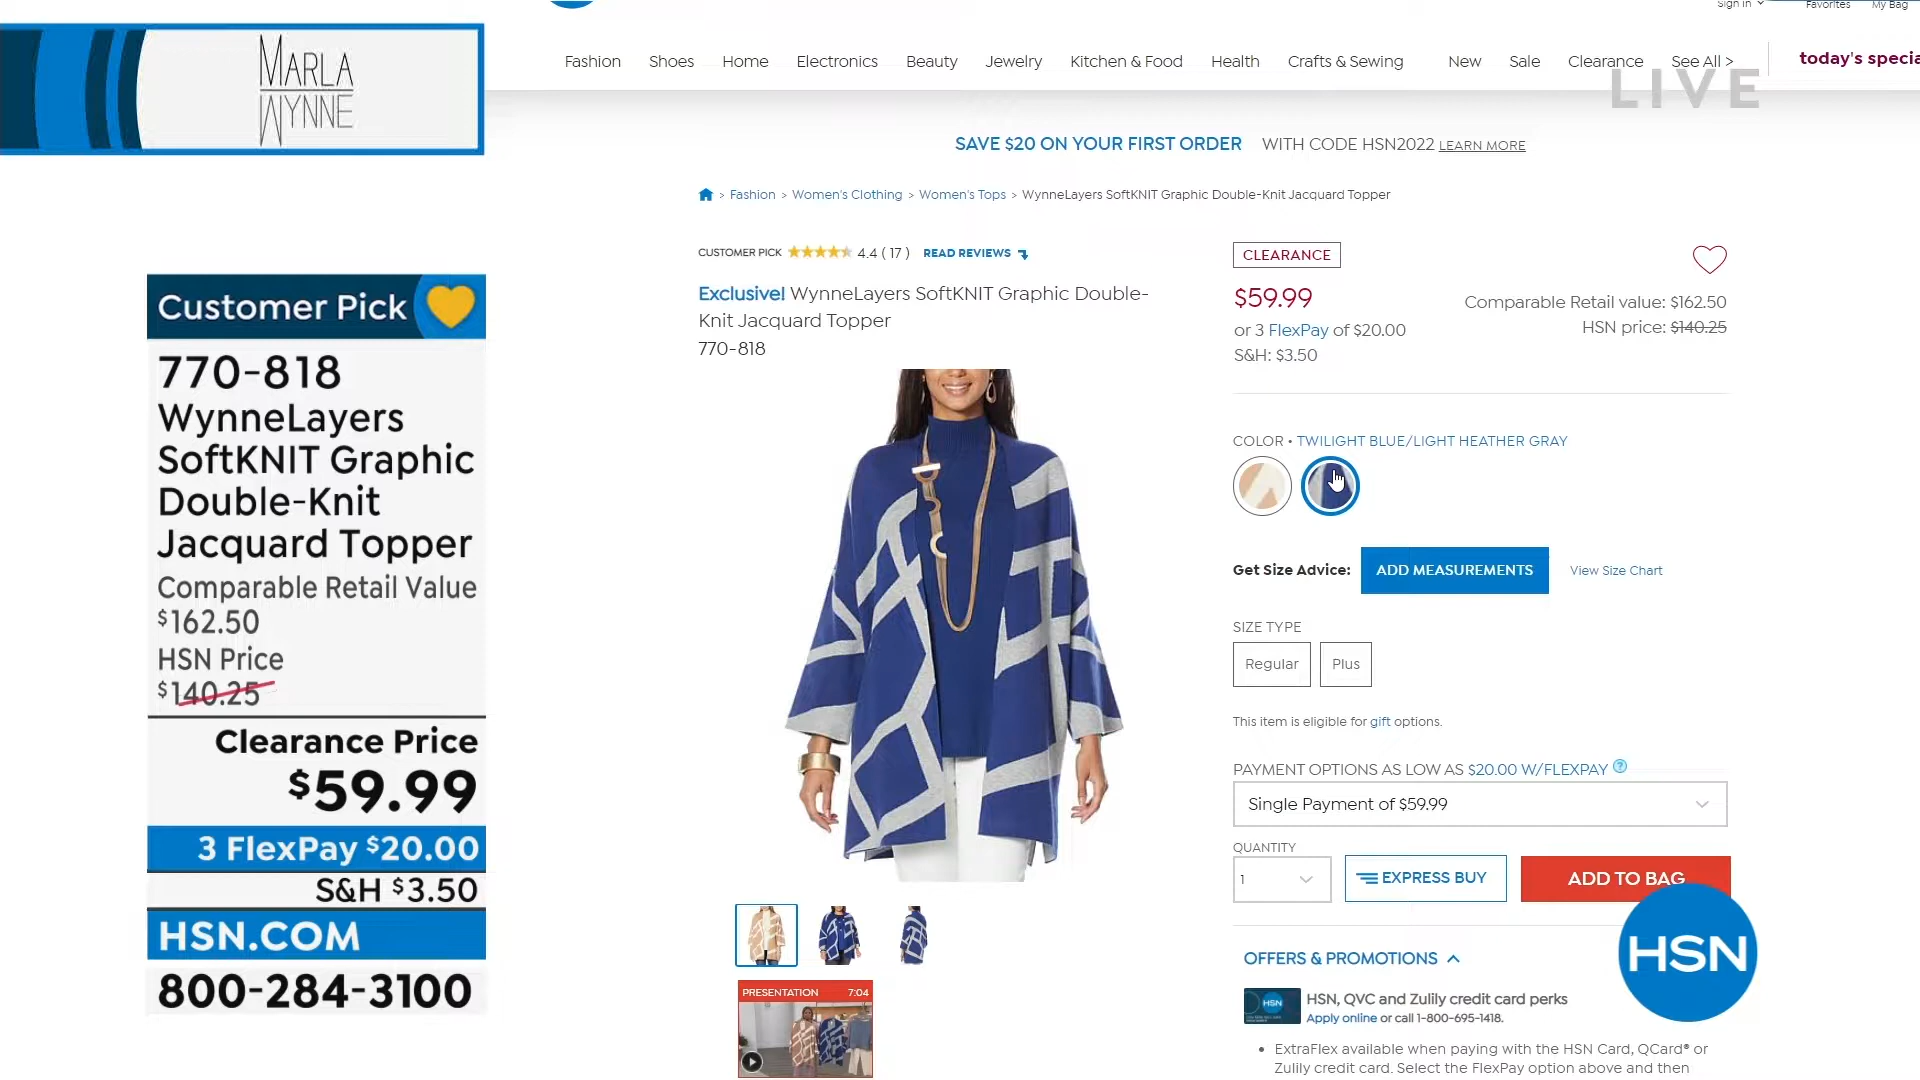 MARLA
WYNNE
Customer Pick
770-818
WynneLayers
SoftKNIT Graphic
Double-Knit
Jacquard Topper
Comparable Retail Value
$162.50
HSN Price
$140.25
Clearance Price
$59.99
3 FlexPay $20.00
S&H $3.50
HSN.COM
800-284-3100
Sign In Favorites My Bag
Fashion Shoes Home Electronics Beauty Jewelry Kitchen & Food Health Crafts & Sewing New Sale Clearance See All > today's specia
LIVE
SAVE $20 ON YOUR FIRST ORDER WITH CODE HSN2022 LEARN MORE
> Fashion > Women's Clothing > Women's Tops > WynneLayers SoftKNIT Graphic Double-Knit Jacquard Topper
CUSTOMER PICK 4.4 ( 17 ) READ REVIEWS
Exclusive! WynneLayers SoftKNIT Graphic Double-
Knit Jacquard Topper
770-818
PRESENTATION 7:04
CLEARANCE
$59.99
or 3 FlexPay of $20.00
S&H: $3.50
Comparable Retail value: $162.50
HSN price: $140.25
COLOR • TWILIGHT BLUE/LIGHT HEATHER GRAY
Get Size Advice: ADD MEASUREMENTS View Size Chart
SIZE TYPE
Regular Plus
This item is eligible for gift options.
PAYMENT OPTIONS AS LOW AS $20.00 W/FLEXPAY ?
Single Payment of $59.99
QUANTITY
1 EXPRESS BUY ADD TO BAG
HSN
OFFERS & PROMOTIONS
HSN
HSN, QVC and Zulily credit card perks
Apply online or call 1-800-695-1418.
• ExtraFlex available when paying with the HSN Card, QCard® or
Zulily credit card. Select the FlexPay option above and then